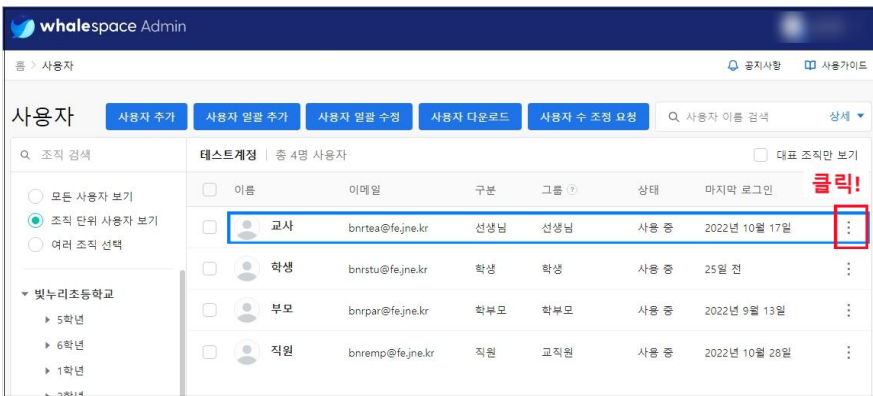 whalespace Admin
홈 > 사용자
공지사항 사용가이드
사용자 사용자 추가 사용자 일괄 추가 사용자 일괄 수정 사용자 다운로드 사용자 수 조정 요청 사용자 이름 검색 상세
조직 검색
모든 사용자 보기
조직 단위 사용자 보기
여러 조직 선택
빛누리초등학교
5학년
6학년
1학년
테스트계정 총 4명 사용자 대표 조직만 보기
클릭!
이름 이메일 구분 그룹 ? 상태 마지막 로그인
교사 bnrtea@fe.jne.kr 선생님 선생님 사용 중 2022년 10월 17일
학생 bnrstu@fe.jne.kr 학생 학생 사용 중 25일 전
부모 bnrpar@fe.jne.kr 학부모 학부모 사용 중 2022년 9월 13일
직원 bnremp@fe.jne.kr 직원 교직원 사용 중 2022년 10월 28일